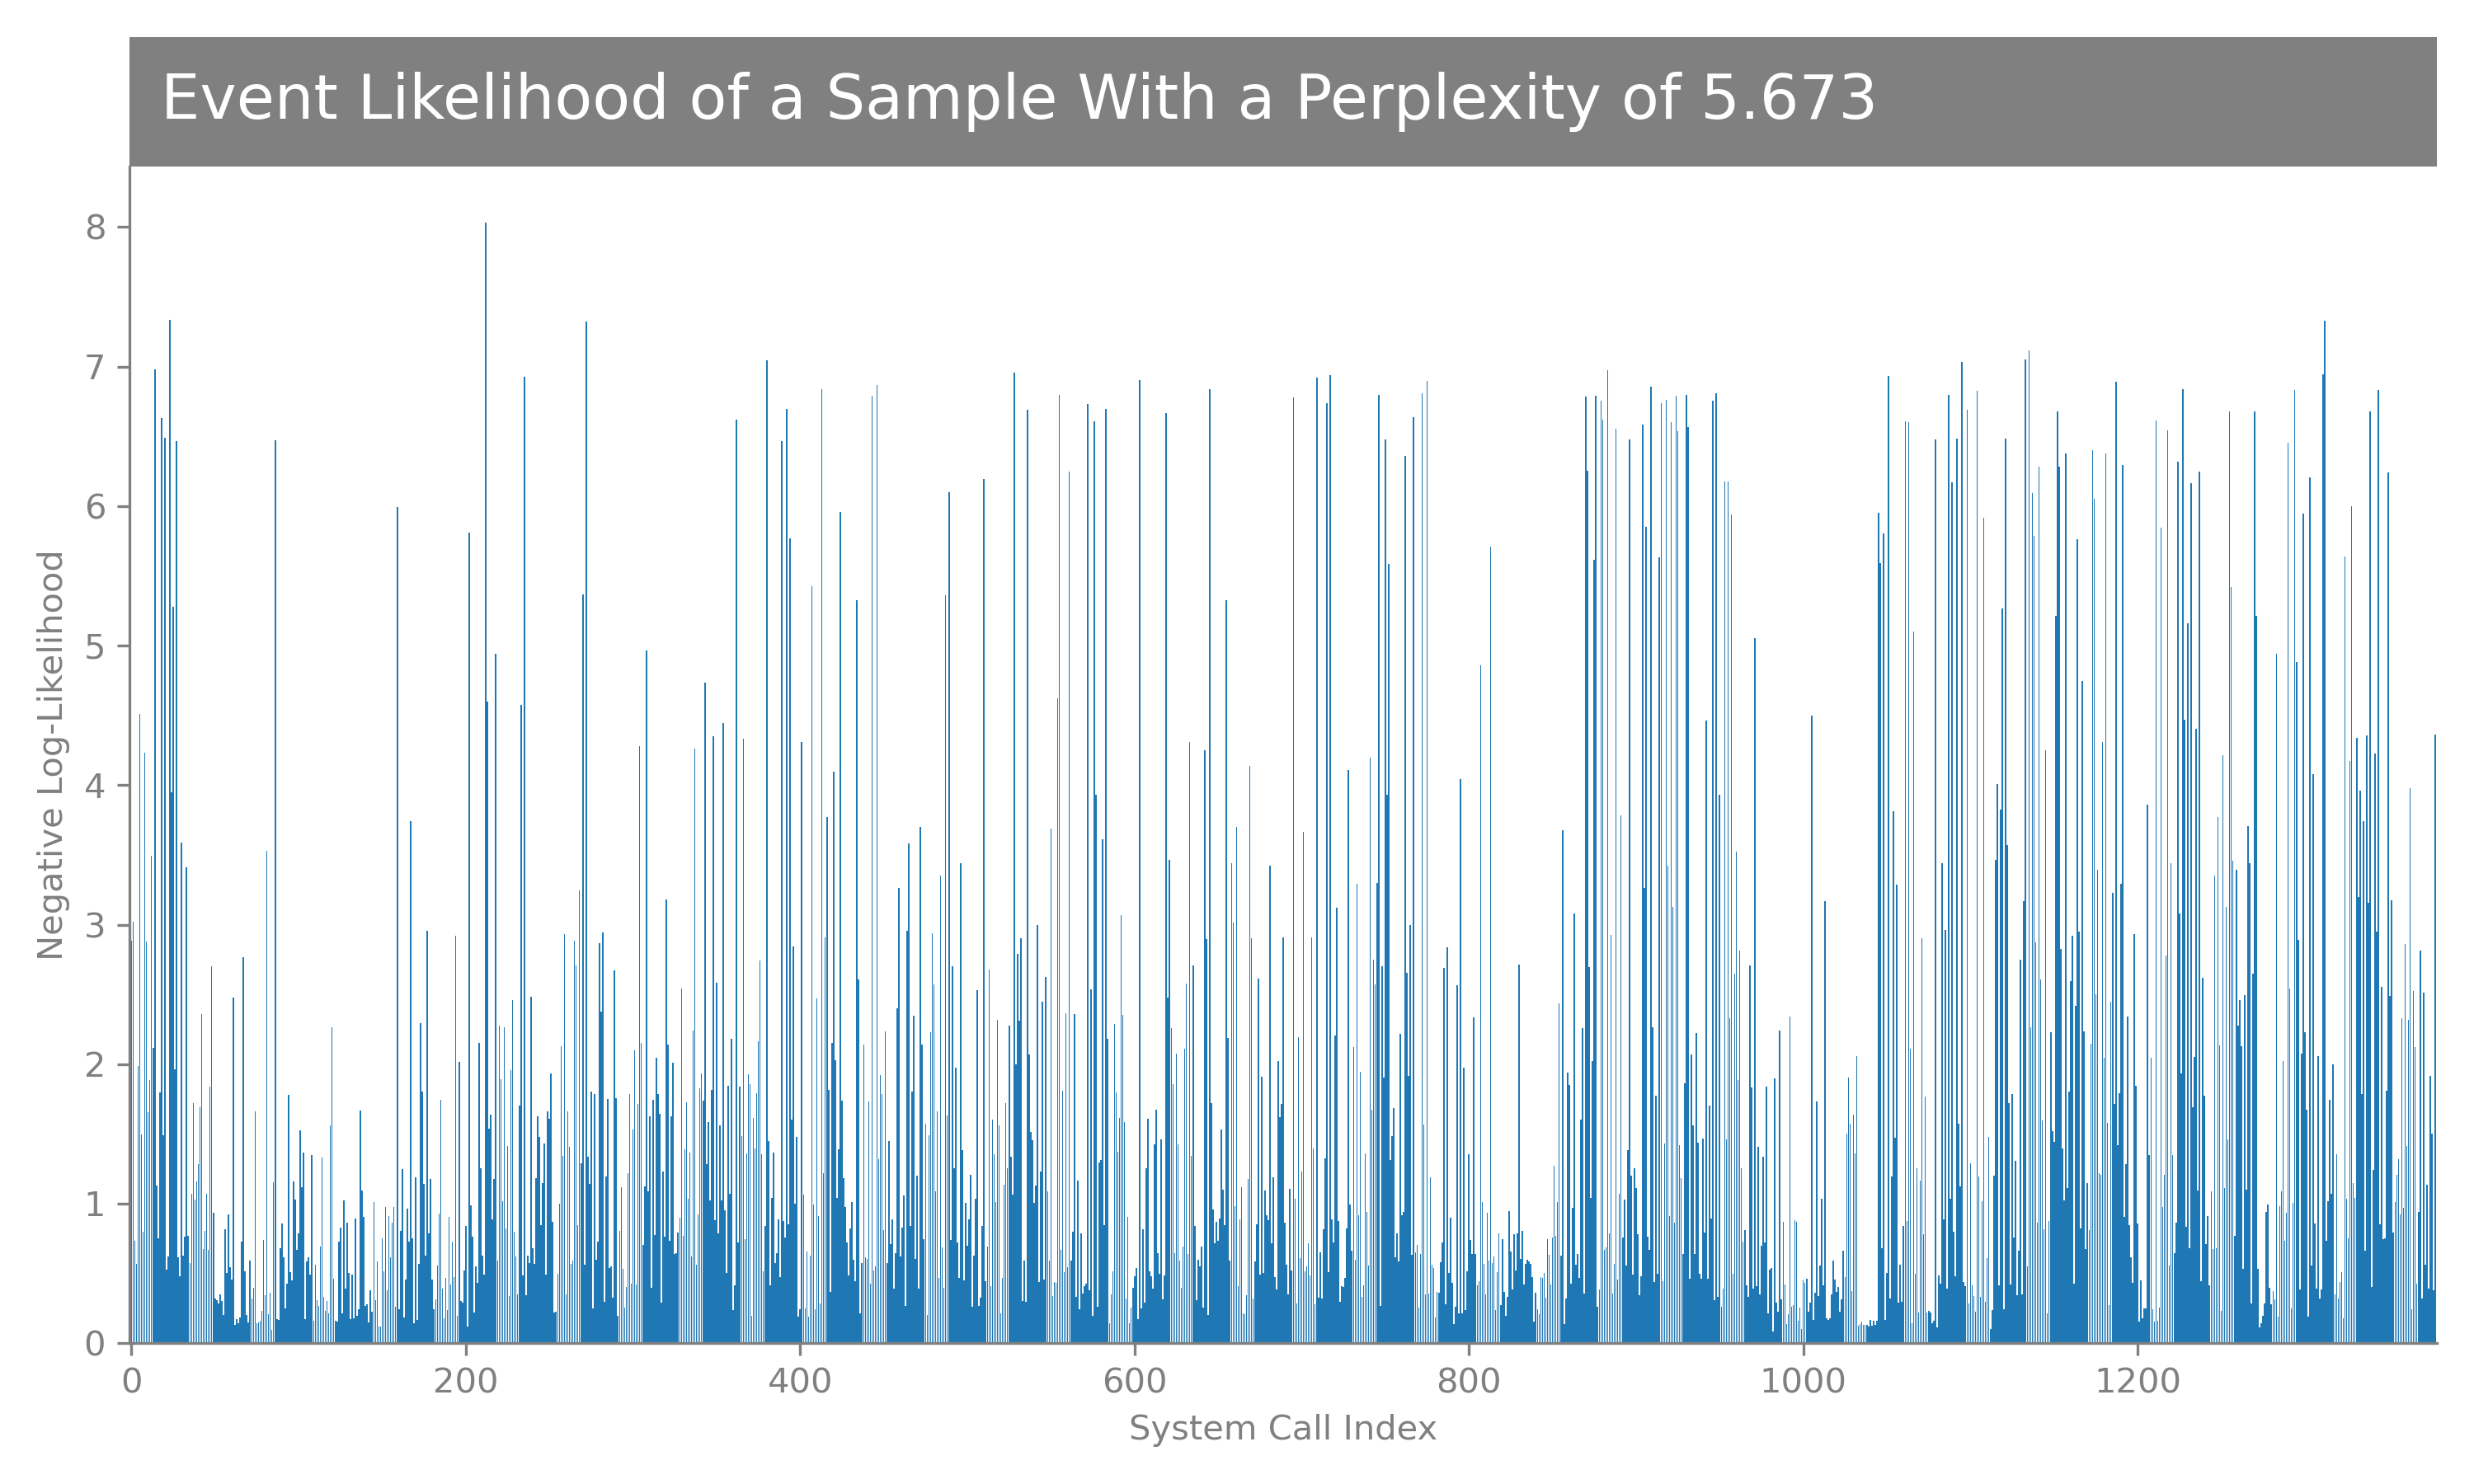 Event Likelihood of a Sample With a Perplexity of 5.673
8
7
6
5
4
3
2
1
0
Negative Log-Likelihood
0 200 400 600 800 1000 1200
System Call Index